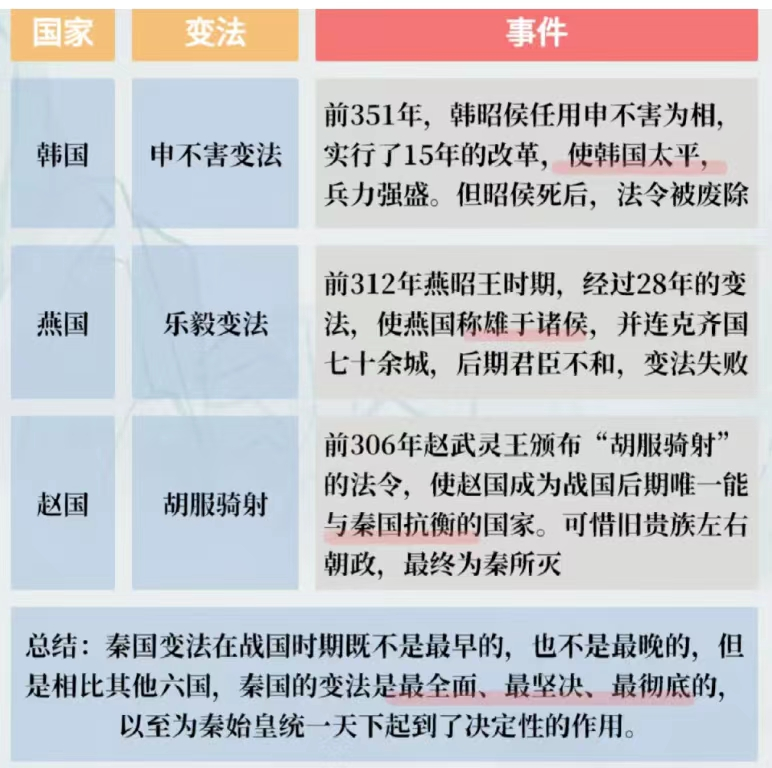 国家 变法 事件
韩国 申不害变法
前351年，韩昭侯任用申不害为相，
实行了15年的改革，使韩国太平，
兵力强盛。但昭侯死后，法令被废除
燕国 乐毅变法
前312年燕昭王时期，经过28年的变
法，使燕国称雄于诸侯，并连克齐国
七十余城，后期君臣不和，变法失败
赵国 胡服骑射
前306年赵武灵王颁布“胡服骑射”
的法令，使赵国成为战国后期唯一能
与秦国抗衡的国家。可惜旧贵族左右
朝政，最终为秦所灭
总结：秦国变法在战国时期既不是最早的，也不是最晚的，但
是相比其他六国，秦国的变法是最全面、最坚决、最彻底的，
以至为秦始皇统一天下起到了决定性的作用。